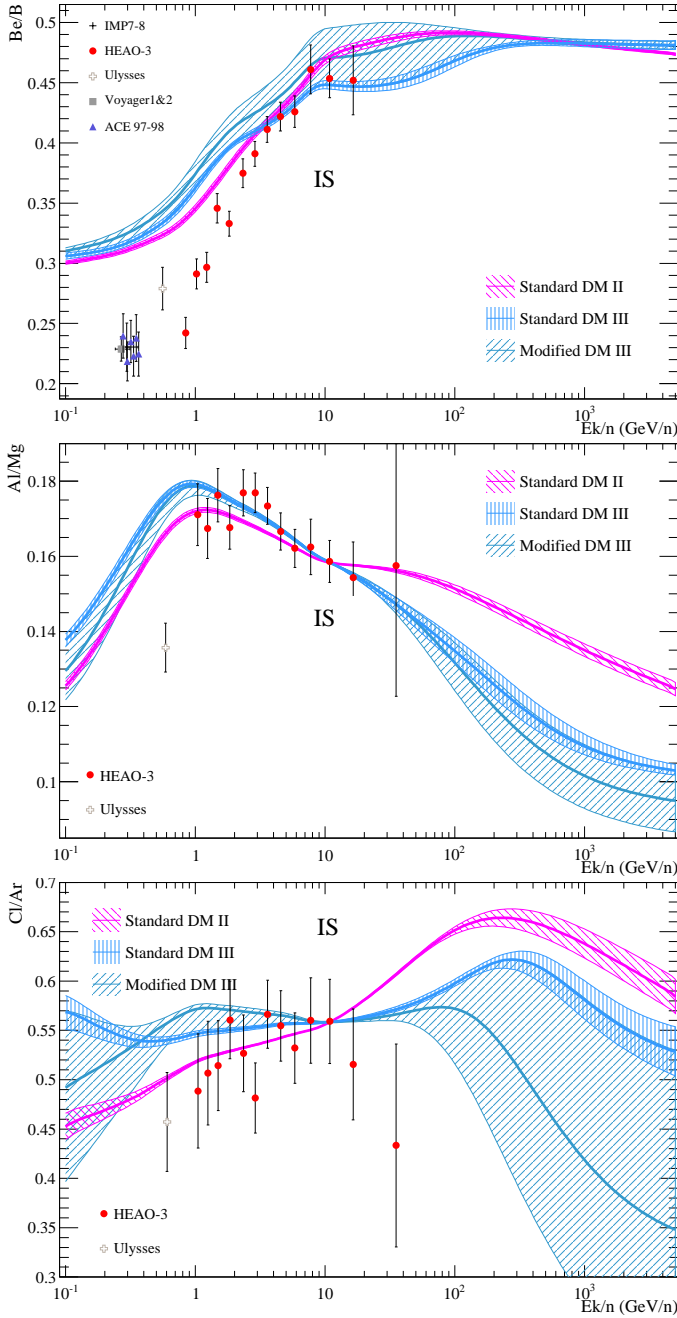 Be/B
0.5
IMP7-8
HEAO-3
Ulysses
Voyager1&2
ACE 97-98
0.45
0.4
0.35
0.3
0.25
0.2
IS
Standard DM II
Standard DM III
Modified DM III
10-1 1 10 10² 10³
Ek/n (GeV/n)
Al/Mg
0.18
0.16
0.14
0.12
0.1
Standard DM II
Standard DM III
Modified DM III
IS
HEAO-3
Ulysses
10-1 1 10 10² 10³
Ek/n (GeV/n)
Cl/Ar
0.7
0.65
0.6
0.55
0.5
0.45
0.4
0.35
0.3
IS
Standard DM II
Standard DM III
Modified DM III
HEAO-3
Ulysses
10-1 1 10 10² 10³
Ek/n (GeV/n)